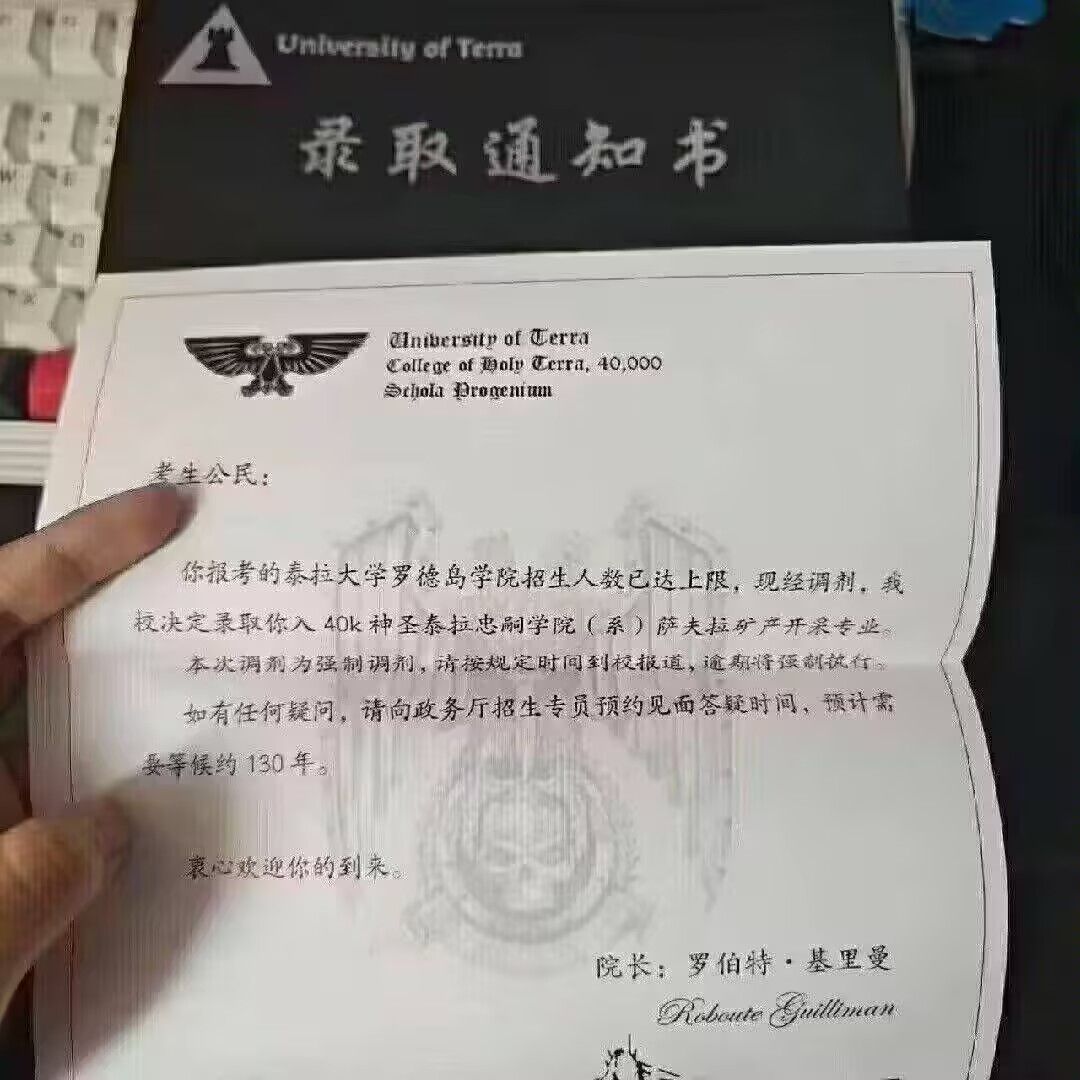 University of Terra
录取通知书
University of Terra
College of Holy Terra, 40,000
Schola Progenium
考生公民：
你报考的泰拉大学罗德岛学院招生人数已达上限，现经调剂，我
校决定录取你入 40k 神圣泰拉忠嗣学院（系）萨夫拉矿产开采专业。
本次调剂为强制调剂，请按规定时间到校报道，逾期将强制执行。
如有任何疑问，请向政务厅招生专员预约见面答疑时间，预计需
要等候约 130 年。
衷心欢迎你的到来。
院长：罗伯特·基里曼
Roboute Guilliman